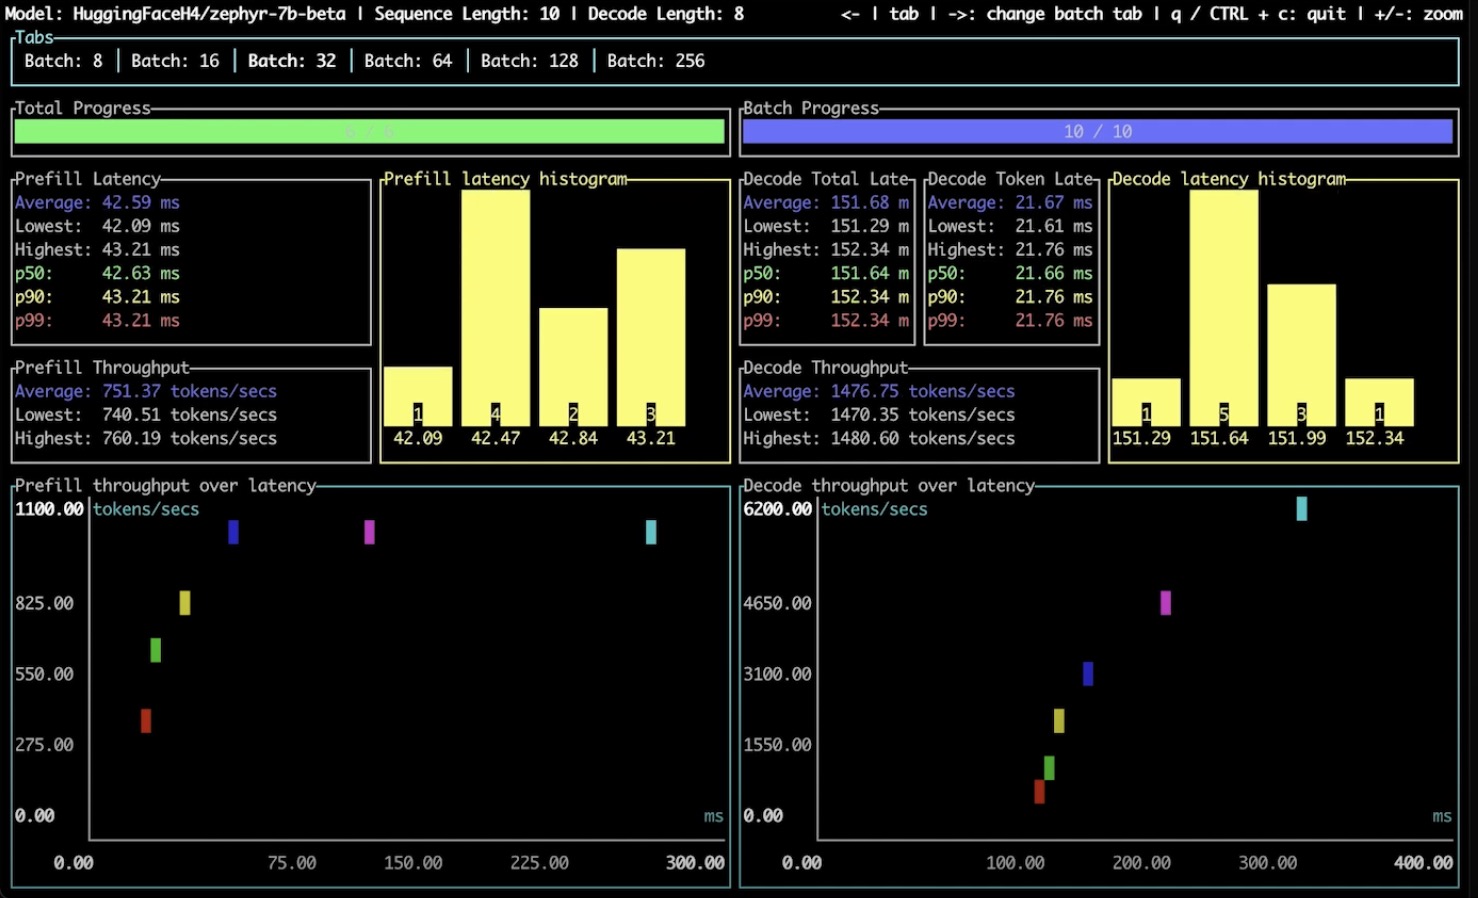 Model: HuggingFaceH4/zephyr-7b-beta | Sequence Length: 10 | Decode Length: 8
<- | tab | ->: change batch tab | q / CTRL + c: quit | +/-: zoom
Tabs
Batch: 8 | Batch: 16 | Batch: 32 | Batch: 64 | Batch: 128 | Batch: 256
Total Progress
6 / 6
Batch Progress
10 / 10
Prefill Latency
Average: 42.59 ms
Lowest: 42.09 ms
Highest: 43.21 ms
p50: 42.63 ms
p90: 43.21 ms
p99: 43.21 ms
Prefill Throughput
Average: 751.37 tokens/secs
Lowest: 740.51 tokens/secs
Highest: 760.19 tokens/secs
Prefill latency histogram
1 4 2 3
42.09 42.47 42.84 43.21
Decode Total Late
Average: 151.68 m
Lowest: 151.29 m
Highest: 152.34 m
p50: 151.64 m
p90: 152.34 m
p99: 152.34 m
Decode Token Late
Average: 21.67 ms
Lowest: 21.61 ms
Highest: 21.76 ms
p50: 21.66 ms
p90: 21.76 ms
p99: 21.76 ms
Decode Throughput
Average: 1476.75 tokens/secs
Lowest: 1470.35 tokens/secs
Highest: 1480.60 tokens/secs
Decode latency histogram
1 5 3 1
151.29 151.64 151.99 152.34
Prefill throughput over latency
1100.00 tokens/secs
825.00
550.00
275.00
0.00 ms
0.00 75.00 150.00 225.00 300.00
Decode throughput over latency
6200.00 tokens/secs
4650.00
3100.00
1550.00
0.00 ms
0.00 100.00 200.00 300.00 400.00